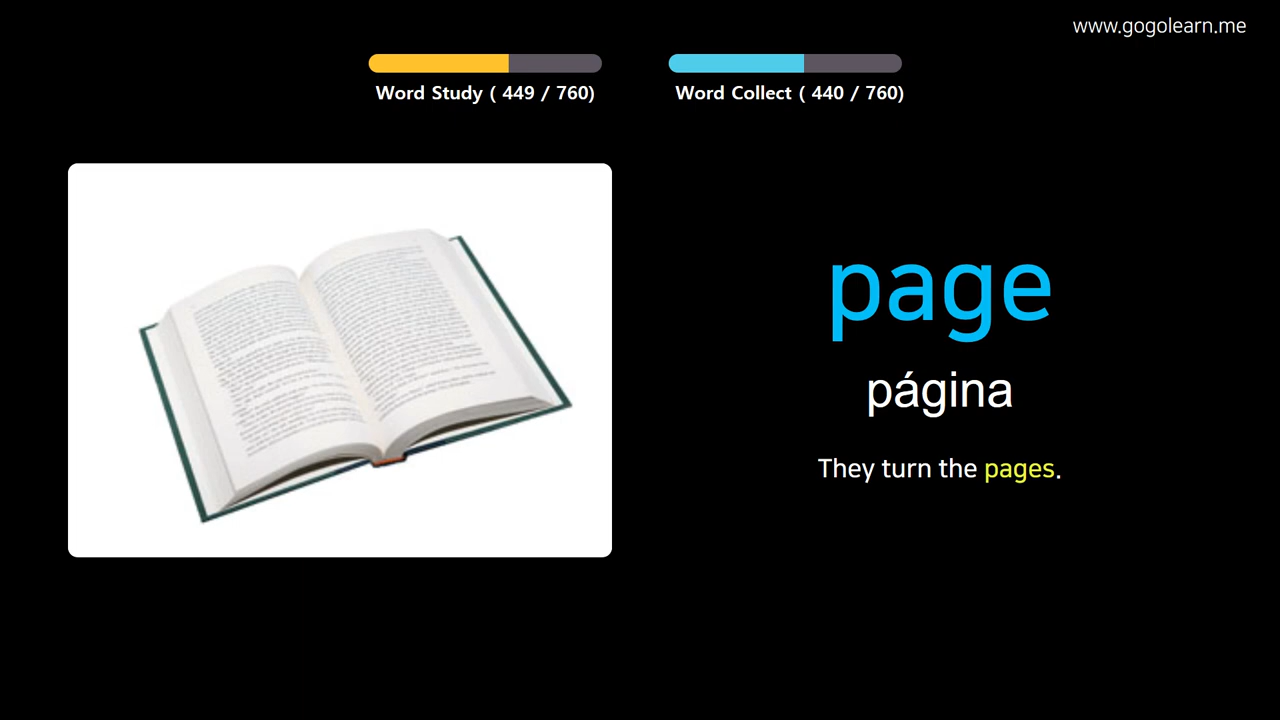 www.gogolearn.me
Word Study ( 449 / 760)
Word Collect ( 440 / 760)
page
página
They turn the pages.